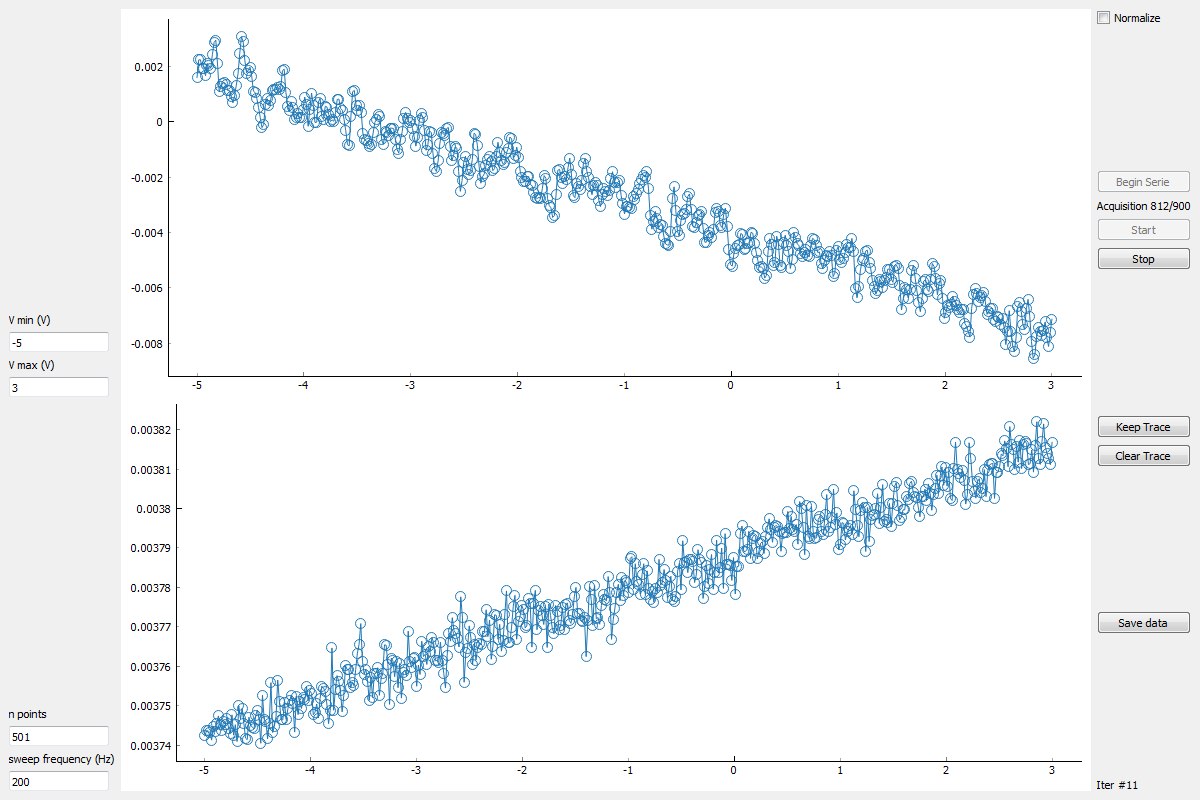 Normalize
0.002
0
-0.002
-0.004
-0.006
-0.008
-5 -4 -3 -2 -1 0 1 2 3
Begin Serie
Acquisition 812/900
Start
Stop
V min (V)
-5
V max (V)
3
0.00382
0.00381
0.0038
0.00379
0.00378
0.00377
0.00376
0.00375
0.00374
-5 -4 -3 -2 -1 0 1 2 3
Keep Trace
Clear Trace
Save data
n points
501
sweep frequency (Hz)
200
Iter #11